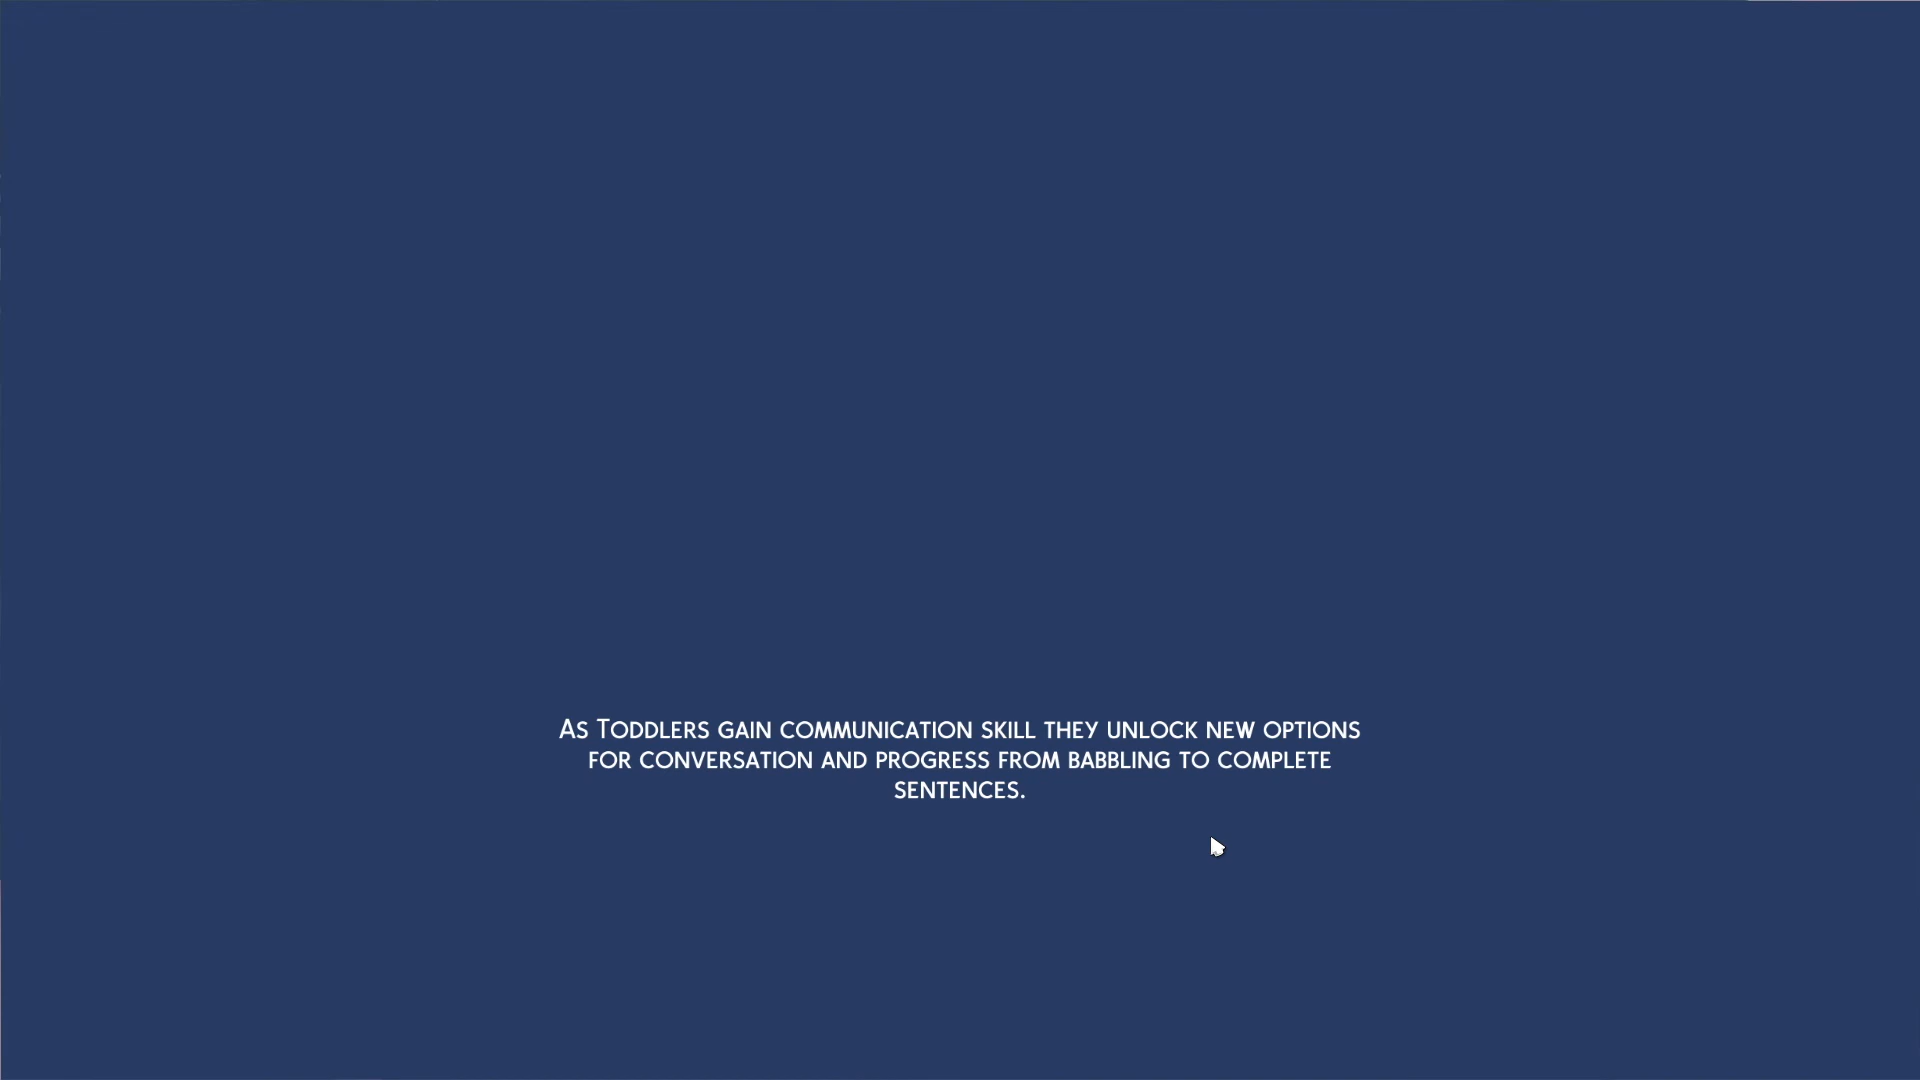 As Toddlers gain communication skill they unlock new options
for conversation and progress from babbling to complete
sentences.